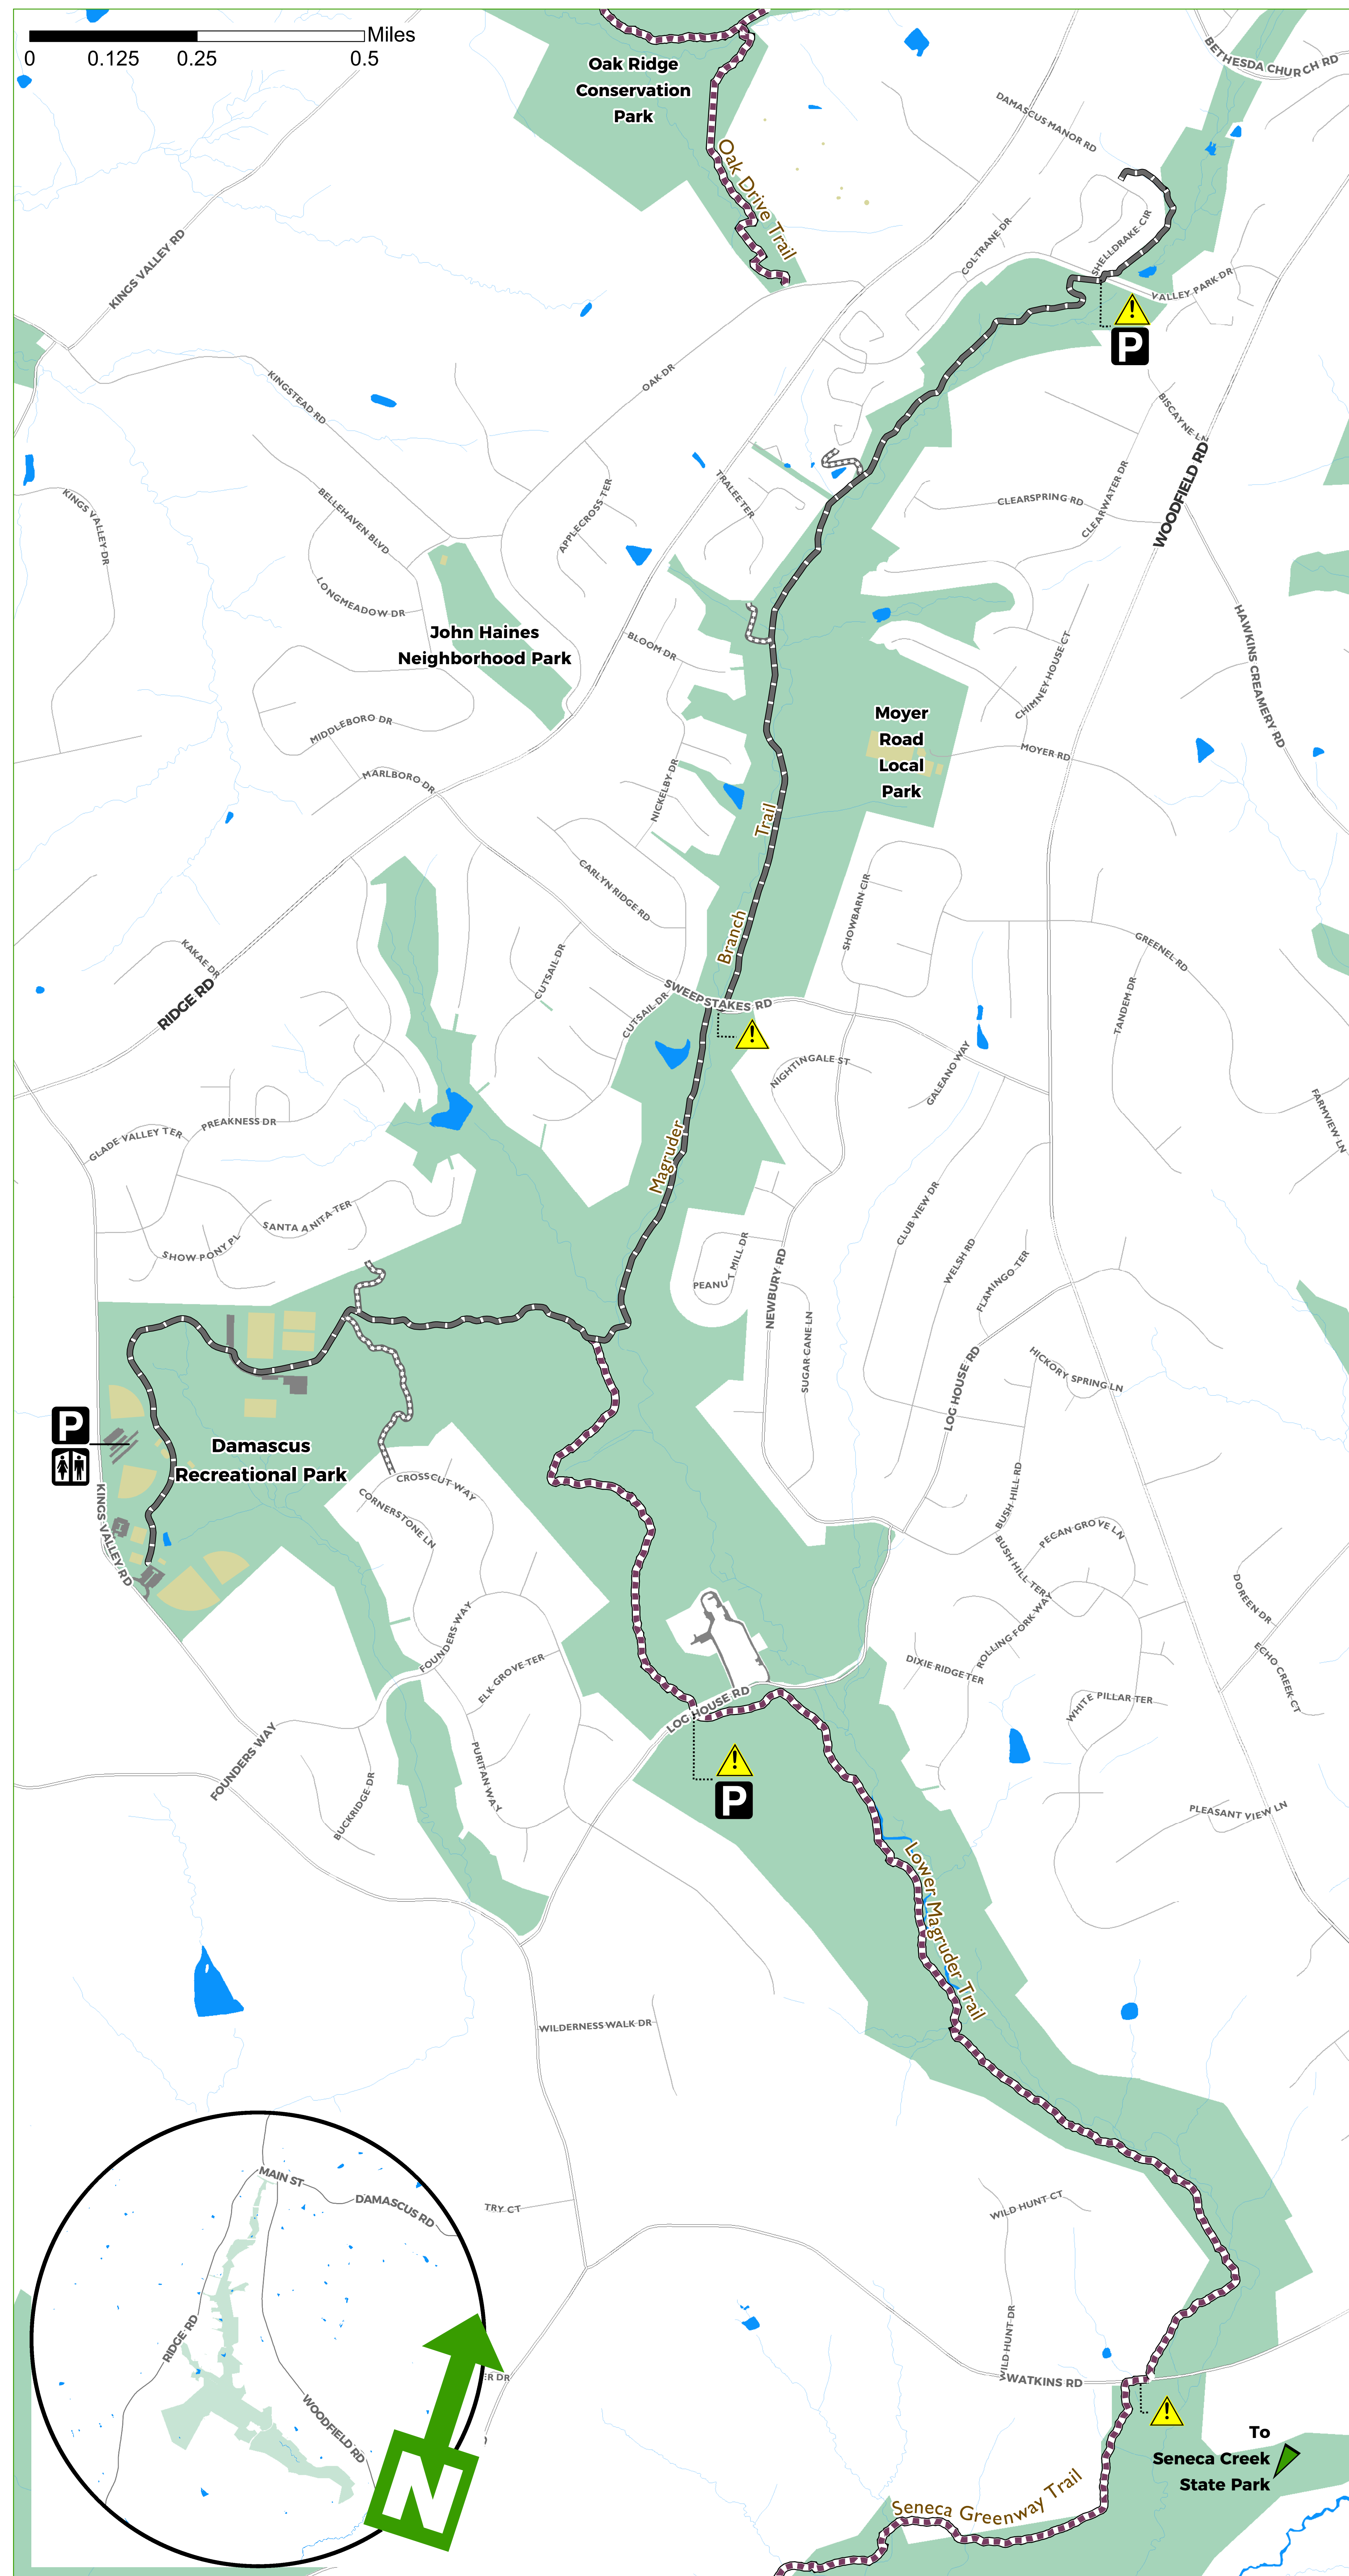 Miles
0 0.125 0.25 0.5
Oak Ridge
Conservation
Park
BETHESDA CHURCH RD
DAMASCUS MANOR RD
Oak Drive Trail
SHELLDRAKE CIR
COLTRANE DR
KINGS VALLEY RD
VALLEY PARK DR
!
P
OAK DR
KINGSTEAD RD
BISCAYNE LN
WOODFIELD RD
CLEARWATER DR
CLEARSPRING RD
TRALEE TER
APPLECROSS TER
BELLEHAVEN BLVD
KINGS VALLEY DR
LONGMEADOW DR
John Haines
Neighborhood Park
BLOOM DR
HAWKINS CREAMERY RD
CHIMNEY HOUSE CT
MIDDLEBORO DR
Moyer
Road
Local
Park
MOYER RD
MARLBORO DR
NICKELBY DR
Trail
CARLYN RIDGE RD
SHOWBARN CIR
Branch
GREENEL RD
KAKAE DR
RIDGE RD
CUTSAIL DR
CUTSAIL DR
SWEEPSTAKES RD
TANDEM DR
!
NIGHTINGALE ST
GALEANO WAY
FARMVIEW LN
PREAKNESS DR
GLADE VALLEY TER
Magruder
SANTA ANITA TER
SHOW PONY PL
CLUB VIEW DR
WELSH RD
FLAMINGO TER
PEANUT MILL DR
NEWBURY RD
SUGAR CANE LN
LOG HOUSE RD
HICKORY SPRING LN
P
Damascus
Recreational Park
CROSSCUT WAY
CORNERSTONE LN
KINGS VALLEY RD
BUSH HILL RD
PECAN GROVE LN
BUSH HILL TER
DOREEN DR
ROLLING FORK WAY
FOUNDERS WAY
ELK GROVE TER
DIXIE RIDGE TER
ECHO CREEK CT
WHITE PILLAR TER
LOG HOUSE RD
FOUNDERS WAY
PURITAN WAY
BUCKRIDGE DR
!
P
PLEASANT VIEW LN
Lower Magruder Trail
WILDERNESS WALK DR
MAIN ST
DAMASCUS RD
TRY CT
WILD HUNT CT
RIDGE RD
WILD HUNT DR
ER DR
WATKINS RD
WOODFIELD RD
!
N
To
Seneca Creek
State Park
Seneca Greenway Trail